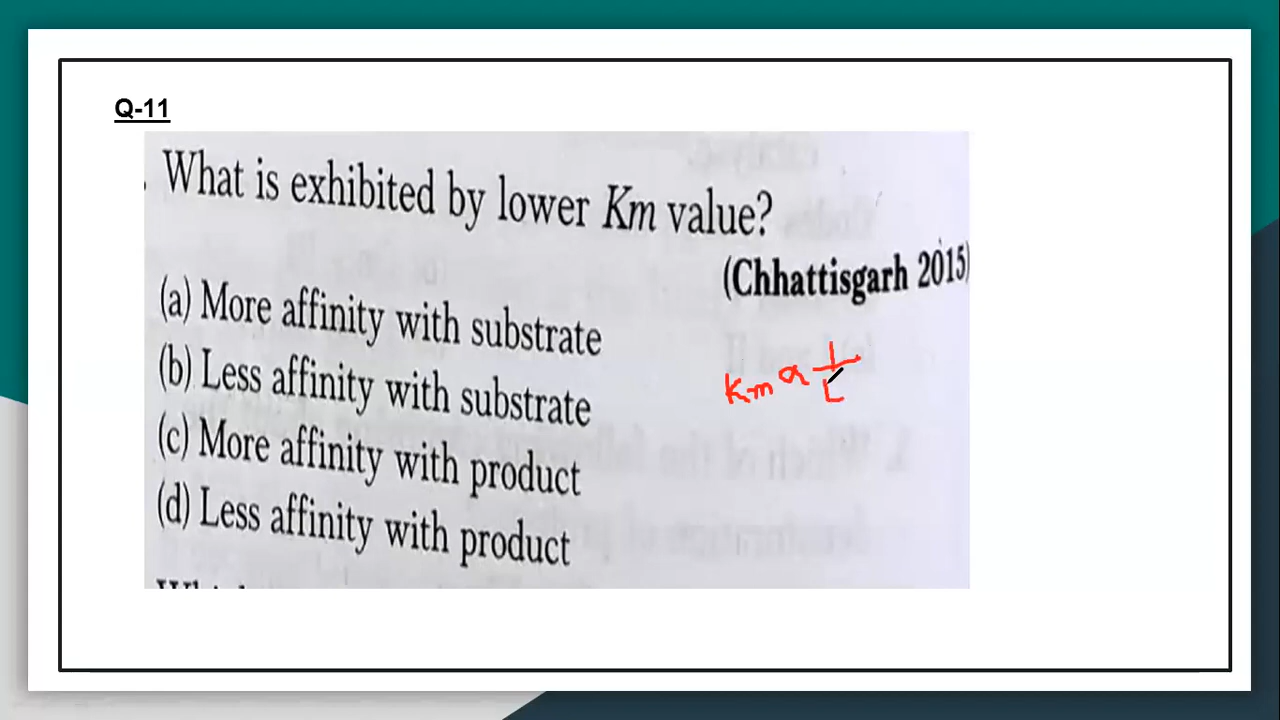 Q-11
What is exhibited by lower Km value?
(Chhattisgarh 2015)
(a) More affinity with substrate
(b) Less affinity with substrate
Km α 1/
(c) More affinity with product
(d) Less affinity with product